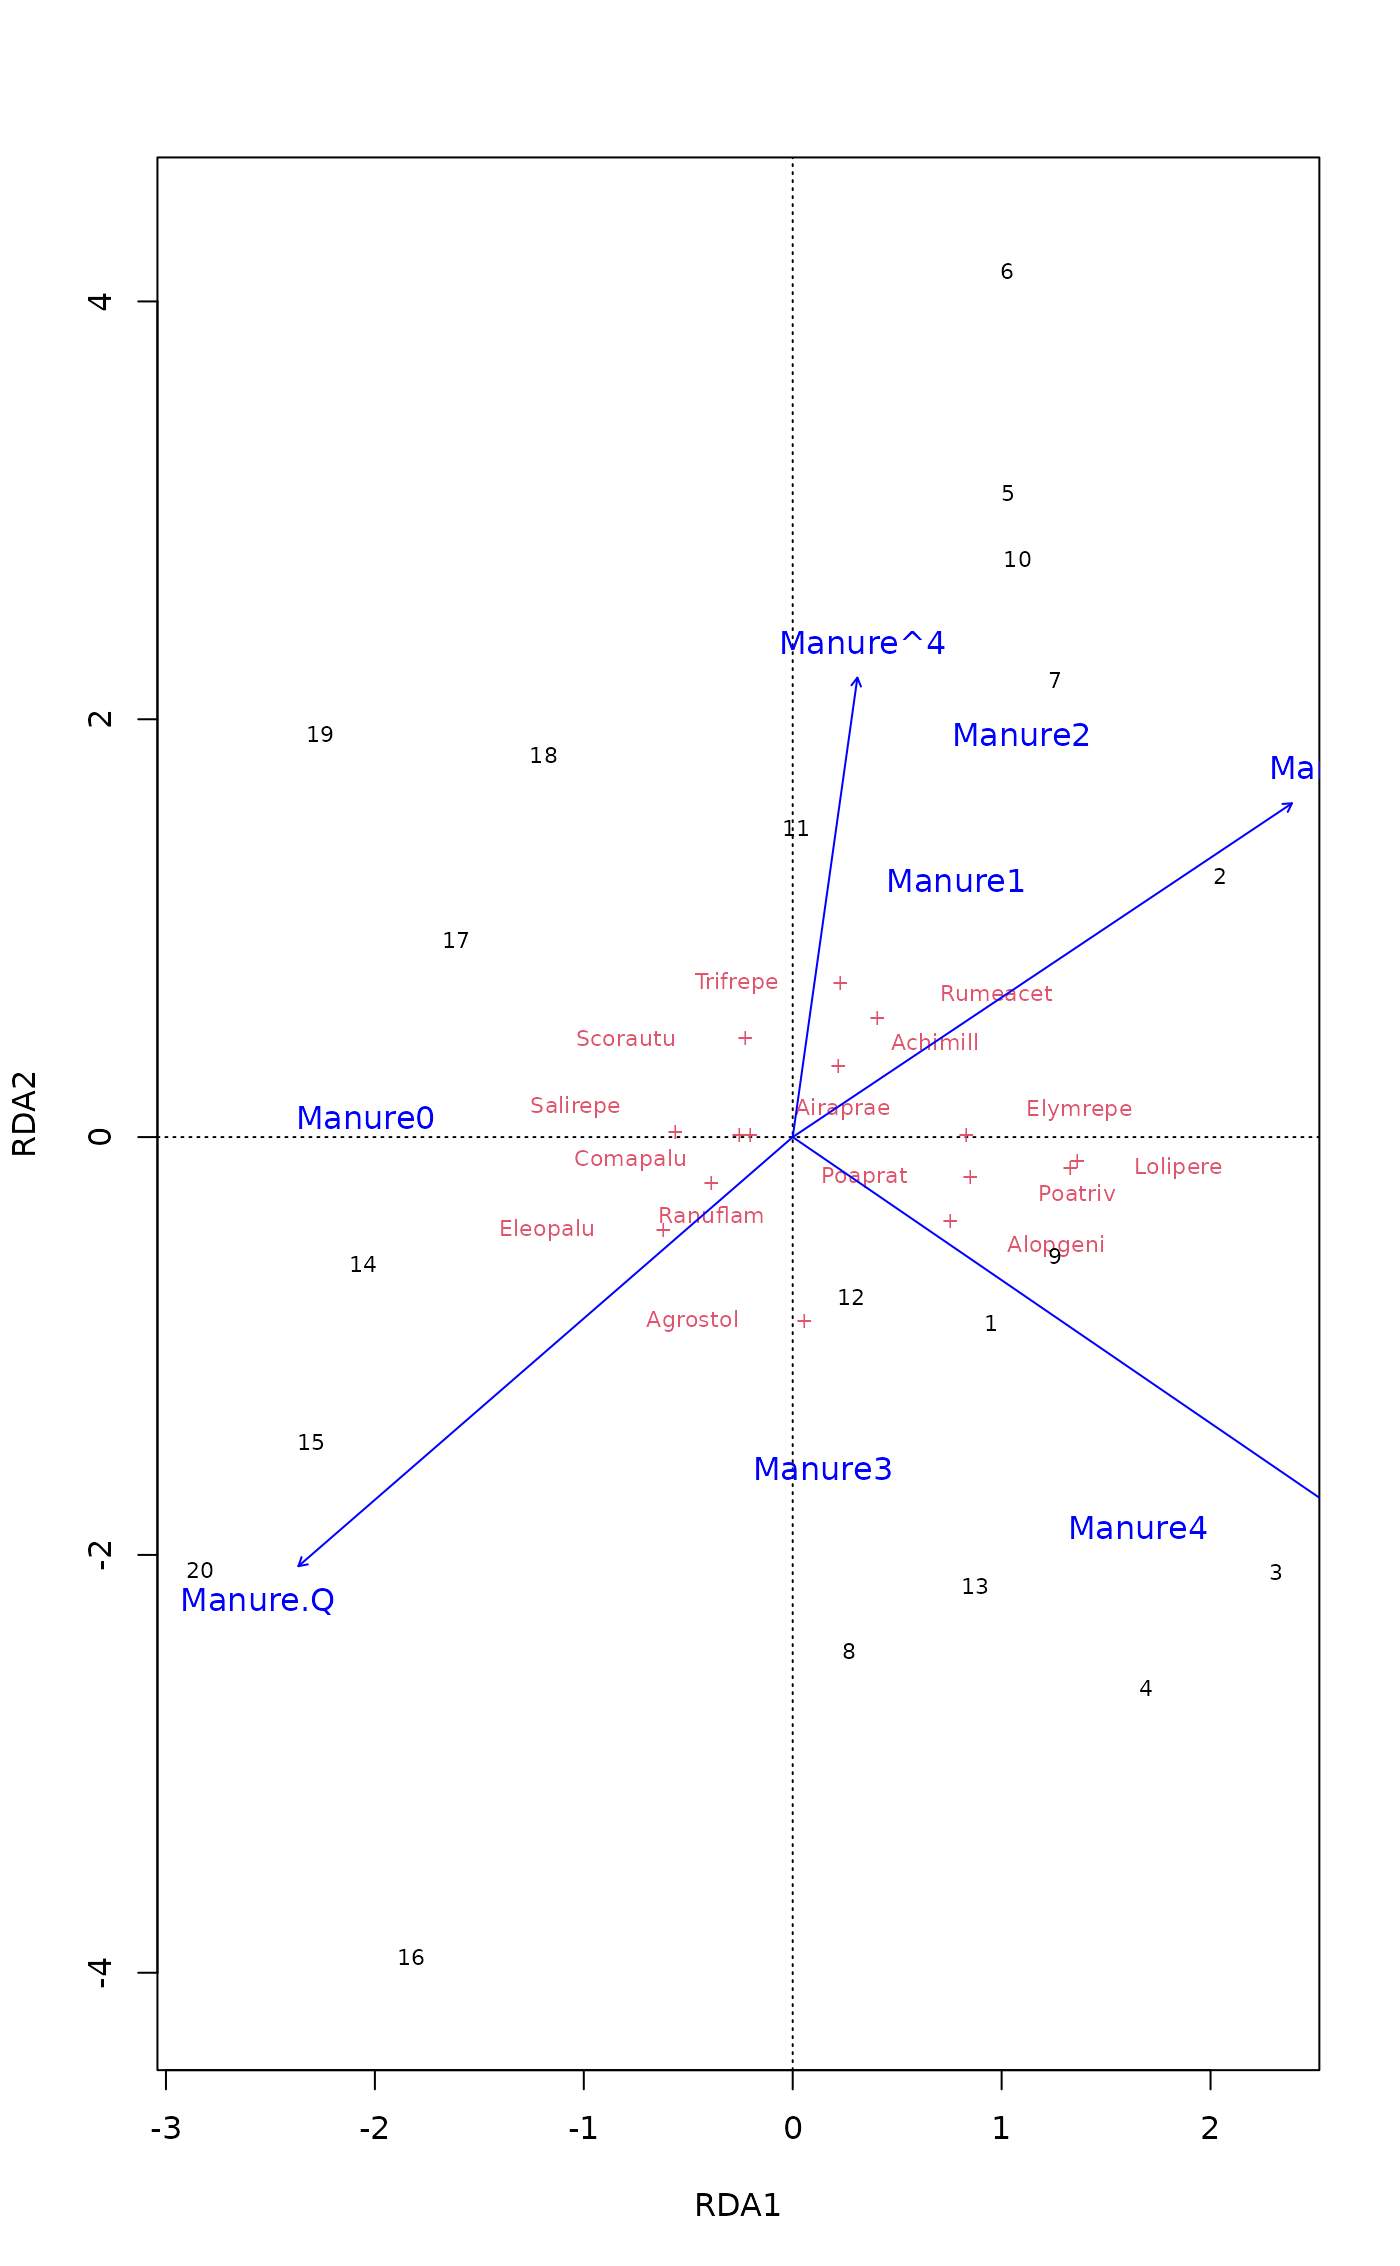 6
4
5
10
Manure^4
7
2
19
Manure2
18
Ma
11
Manure1
2
17
Trifrepe
Rumeacet
Scorautu
Achimill
Salirepe
Airaprae
Elymrepe
Manure0
RDA2
0
Comapalu
Poaprat
Lolipere
Poatriv
Ranuflam
Eleopalu
Alopgeni
9
14
12
Agrostol
1
15
Manure3
Manure4
-2
20
3
13
Manure.Q
8
4
16
-4
-3 -2 -1 0 1 2
RDA1